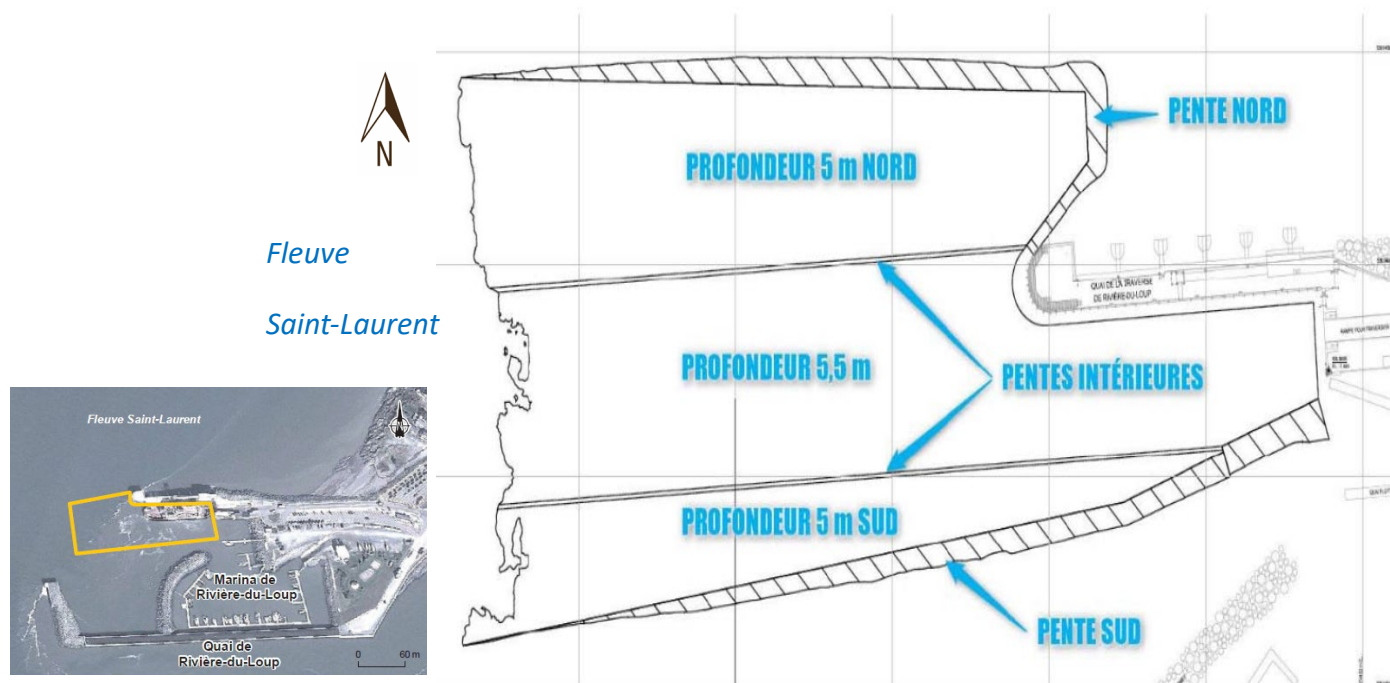 PENTE NORD
PROFONDEUR 5 m NORD
N
Fleuve
Saint-Laurent
QUAI DE LA TRAVERSE
DE RIVIÈRE-DU-LOUP
PROFONDEUR 5,5 m
PENTES INTÉRIEURES
Fleuve Saint-Laurent
PROFONDEUR 5 m SUD
Marina de
Rivière-du-Loup
Quai de
Rivière-du-Loup
0 60 m
PENTE SUD